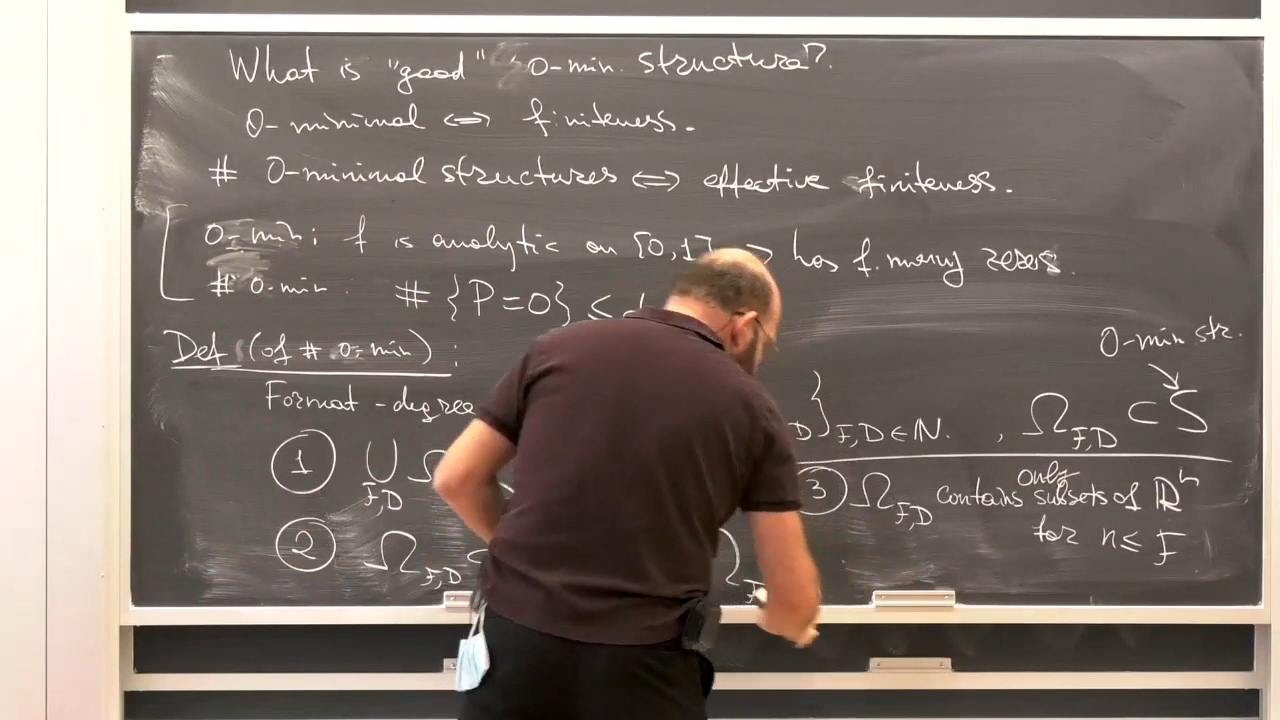 What is "good" o-min. structure?
O-minimal <=> finiteness.
# O-minimal structures <=> effective finiteness.
O-min: f is analytic on [0,1] => has f. many zeros.
# o-min. # {P=0} ≤
Def (of # o-min):
O-min str.
Format-degree } F,D∈ℕ. , Ω_{F,D} ⊂ S
① ∪_{F,D} Ω
③ Ω_{F,D} contains only subsets of ℝⁿ
for n ≤ F
② Ω_{F,D}